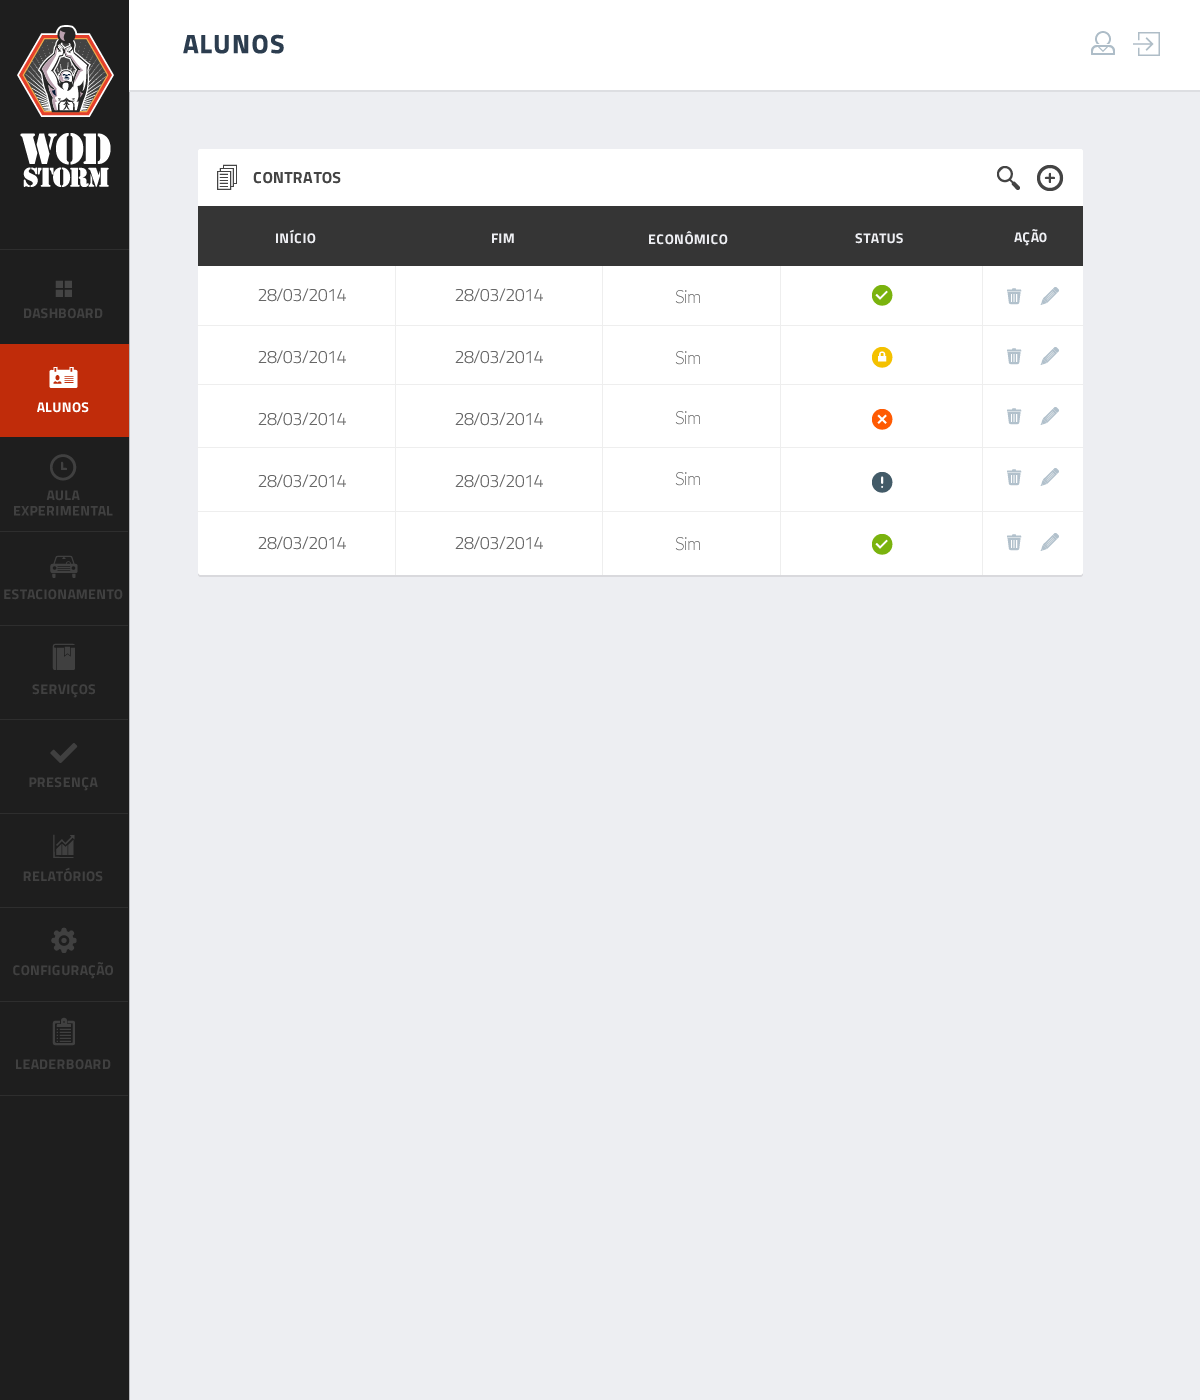 WOD
STORM
DASHBOARD
ALUNOS
AULA
EXPERIMENTAL
ESTACIONAMENTO
SERVIÇOS
PRESENÇA
RELATÓRIOS
CONFIGURAÇÃO
LEADERBOARD
ALUNOS
CONTRATOS
INÍCIO FIM ECONÔMICO STATUS AÇÃO
28/03/2014 28/03/2014 Sim
28/03/2014 28/03/2014 Sim
28/03/2014 28/03/2014 Sim
28/03/2014 28/03/2014 Sim
28/03/2014 28/03/2014 Sim